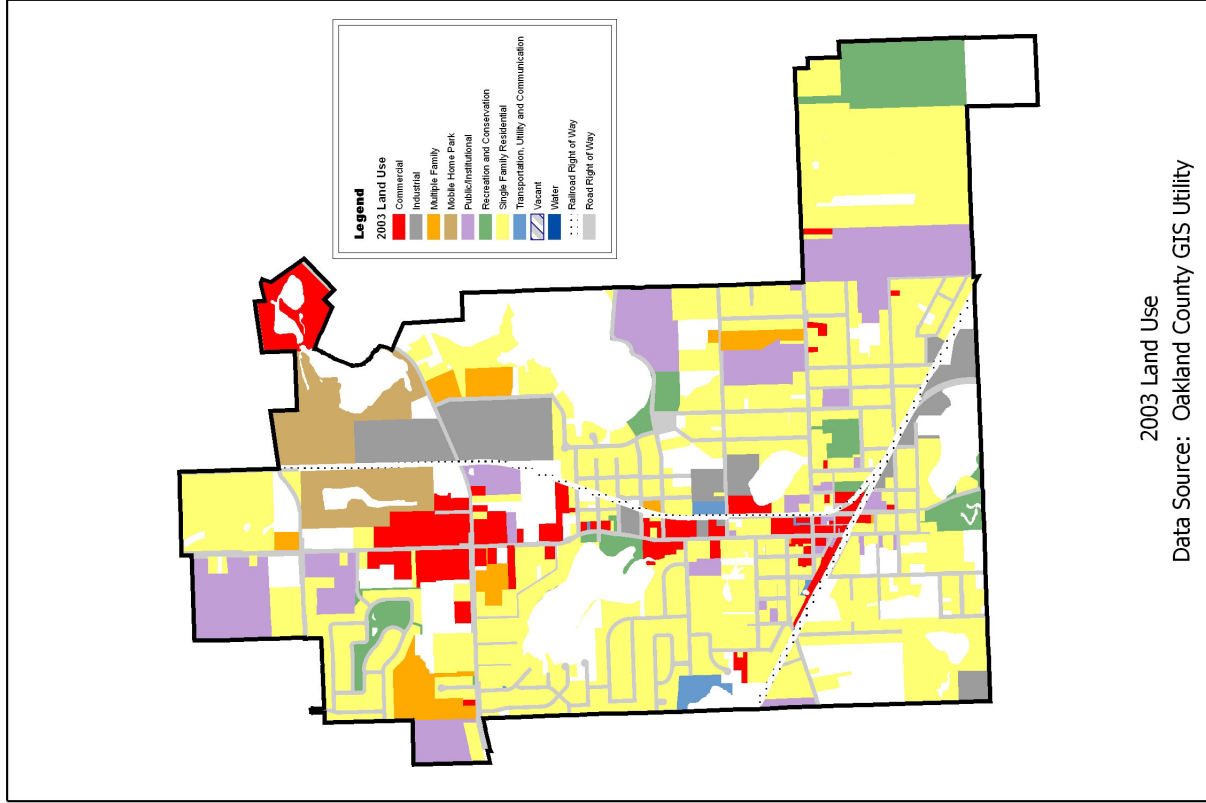 Legend
2003 Land Use
Commercial
Industrial
Multiple Family
Mobile Home Park
Public/Institutional
Recreation and Conservation
Single Family Residential
Transportation, Utility and Communication
Vacant
Water
Railroad Right of Way
Road Right of Way
2003 Land Use
Data Source: Oakland County GIS Utility